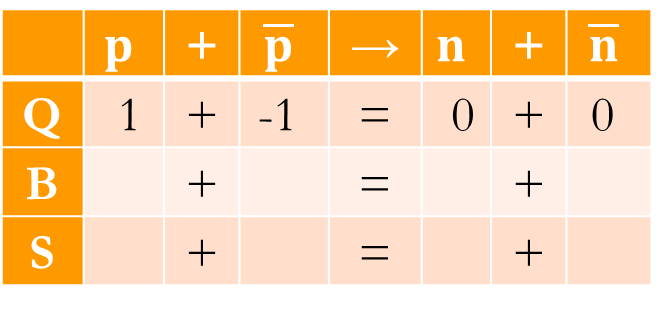 p + p̅ → n + n̅
Q 1 + -1 = 0 + 0
B + = +
S + = +